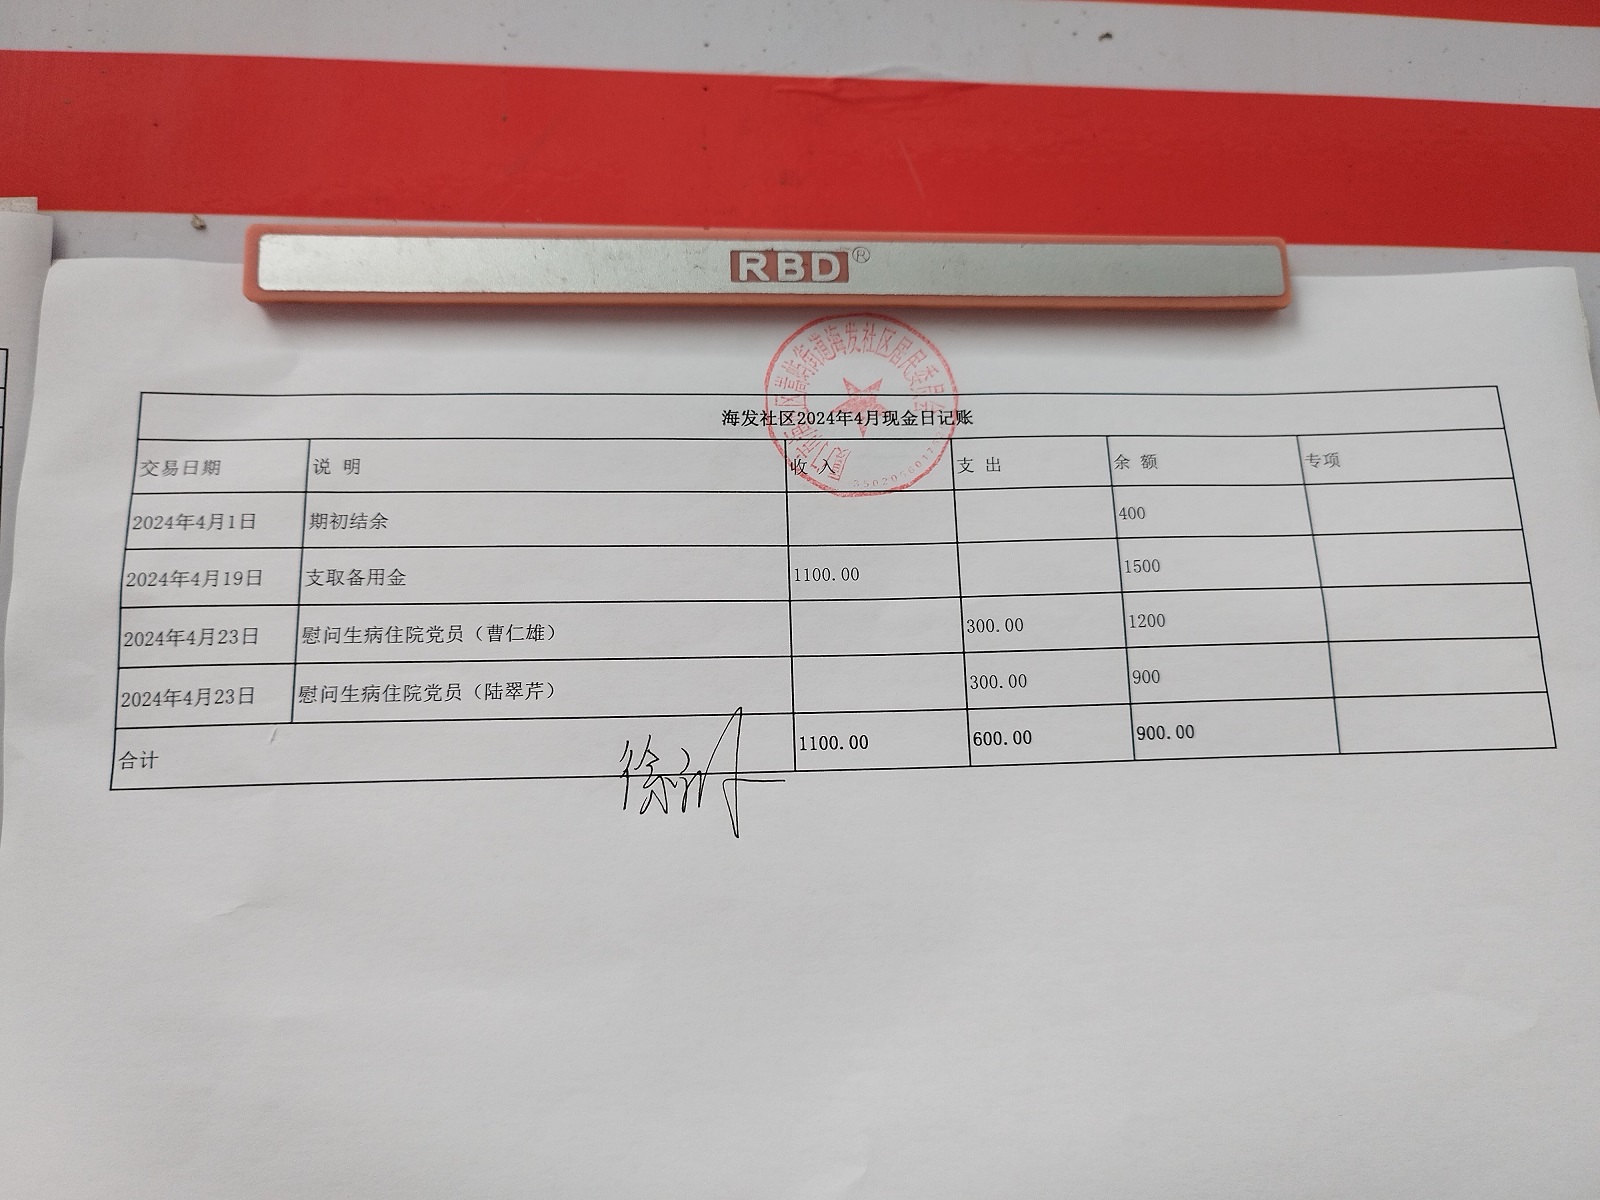 RBD®
海发社区2024年4月现金日记账
交易日期 说 明 收 入 支 出 余 额 专项
2024年4月1日 期初结余 400
2024年4月19日 支取备用金 1100.00 1500
2024年4月23日 慰问生病住院党员（曹仁雄） 300.00 1200
2024年4月23日 慰问生病住院党员（陆翠芹） 300.00 900
合计 1100.00 600.00 900.00